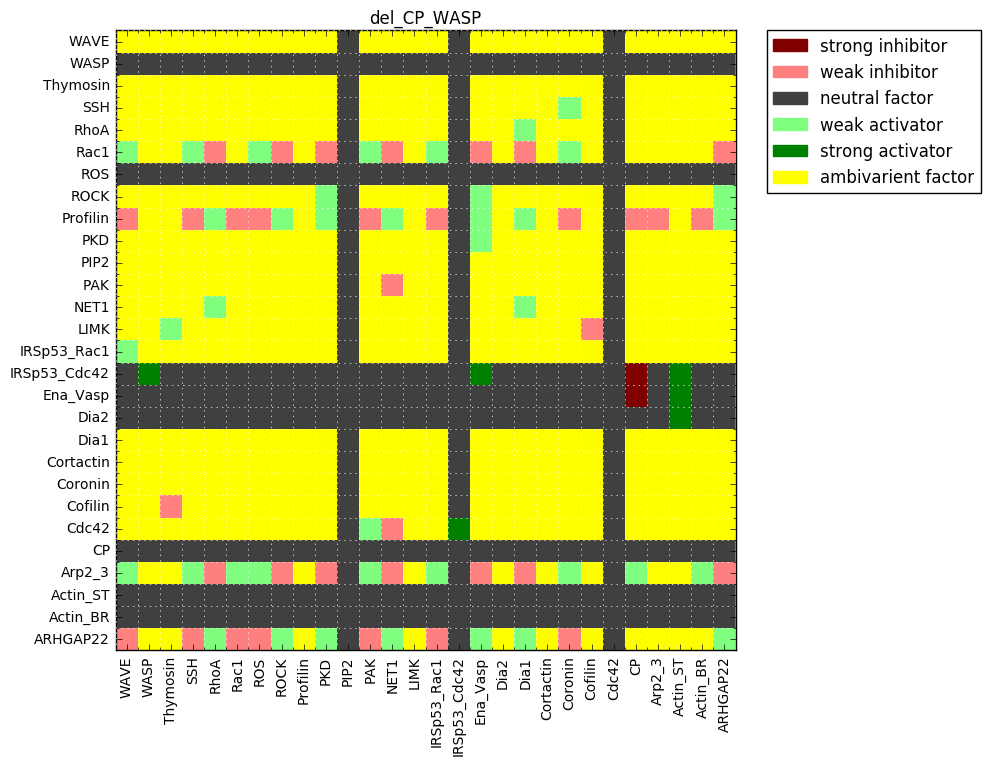 del_CP_WASP
WAVE
WASP
Thymosin
SSH
RhoA
Rac1
ROS
ROCK
Profilin
PKD
PIP2
PAK
NET1
LIMK
IRSp53_Rac1
IRSp53_Cdc42
Ena_Vasp
Dia2
Dia1
Cortactin
Coronin
Cofilin
Cdc42
CP
Arp2_3
Actin_ST
Actin_BR
ARHGAP22
WAVE
WASP
Thymosin
SSH
RhoA
Rac1
ROS
ROCK
Profilin
PKD
PIP2
PAK
NET1
LIMK
IRSp53_Rac1
IRSp53_Cdc42
Ena_Vasp
Dia2
Dia1
Cortactin
Coronin
Cofilin
Cdc42
CP
Arp2_3
Actin_ST
Actin_BR
ARHGAP22
strong inhibitor
weak inhibitor
neutral factor
weak activator
strong activator
ambivarient factor